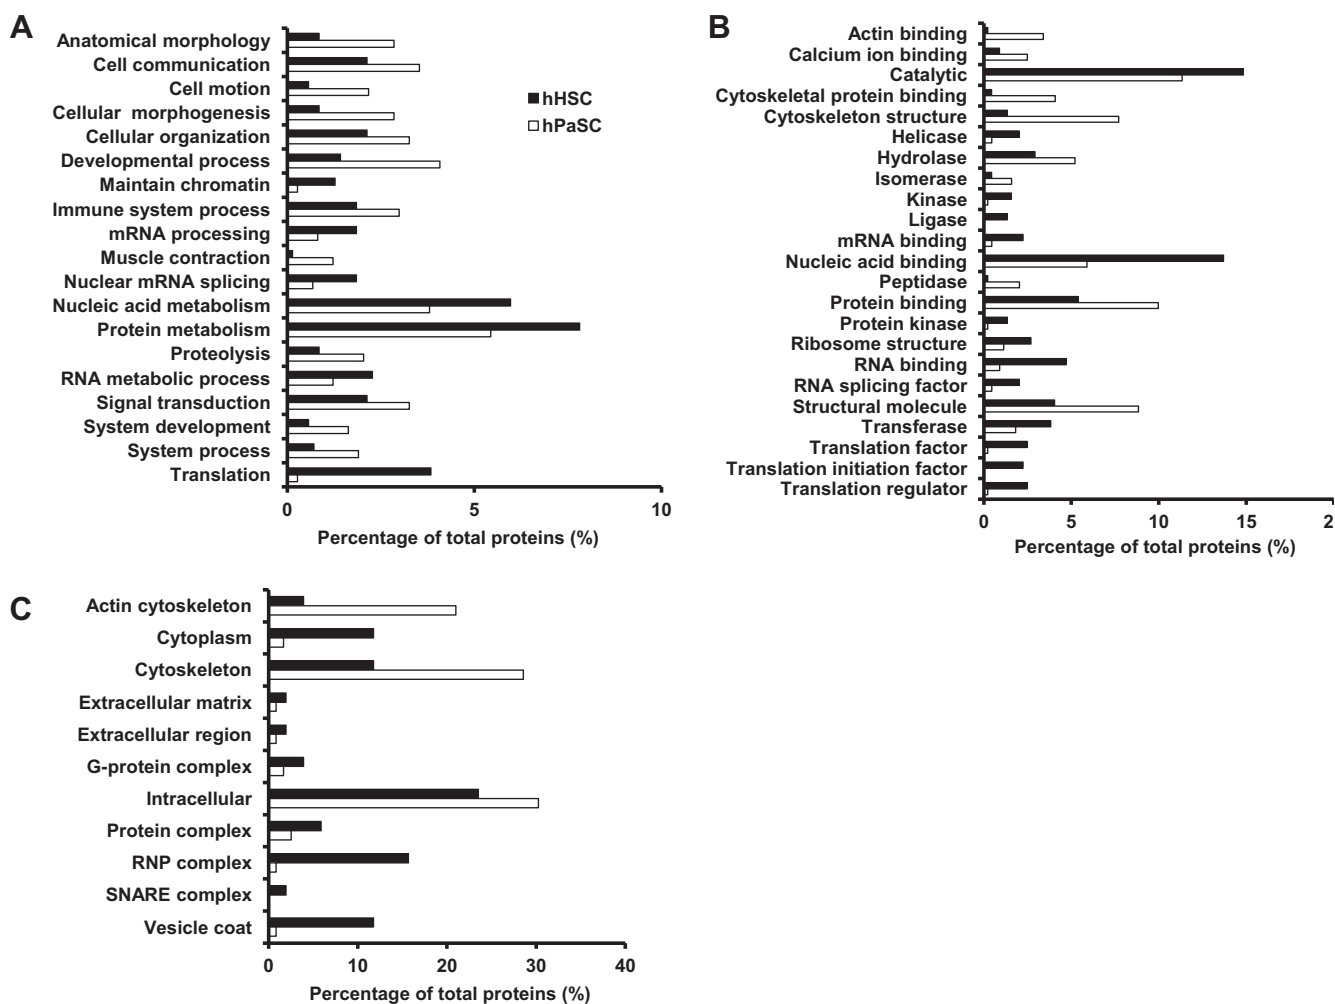 A
Anatomical morphology
Cell communication
Cell motion
Cellular morphogenesis
Cellular organization
Developmental process
Maintain chromatin
Immune system process
mRNA processing
Muscle contraction
Nuclear mRNA splicing
Nucleic acid metabolism
Protein metabolism
Proteolysis
RNA metabolic process
Signal transduction
System development
System process
Translation
0 5 10
Percentage of total proteins (%)
hHSC
hPaSC
B
Actin binding
Calcium ion binding
Catalytic
Cytoskeletal protein binding
Cytoskeleton structure
Helicase
Hydrolase
Isomerase
Kinase
Ligase
mRNA binding
Nucleic acid binding
Peptidase
Protein binding
Protein kinase
Ribosome structure
RNA binding
RNA splicing factor
Structural molecule
Transferase
Translation factor
Translation initiation factor
Translation regulator
0 5 10 15 2
Percentage of total proteins (%)
C
Actin cytoskeleton
Cytoplasm
Cytoskeleton
Extracellular matrix
Extracellular region
G-protein complex
Intracellular
Protein complex
RNP complex
SNARE complex
Vesicle coat
0 10 20 30 40
Percentage of total proteins (%)